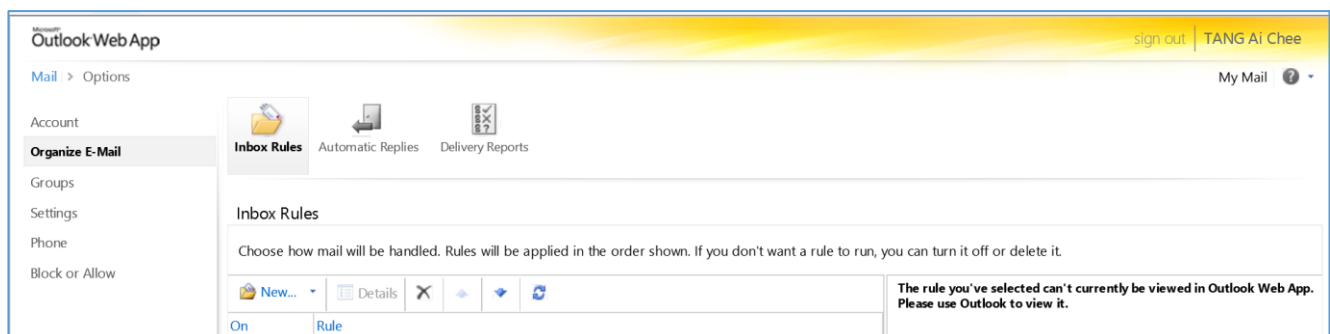 Microsoft®
Outlook Web App
sign out | TANG Ai Chee
Mail > Options
My Mail
Account
Organize E-Mail
Groups
Settings
Phone
Block or Allow
Inbox Rules
Automatic Replies
Delivery Reports
Inbox Rules
Choose how mail will be handled. Rules will be applied in the order shown. If you don't want a rule to run, you can turn it off or delete it.
New...
Details
On
Rule
The rule you've selected can't currently be viewed in Outlook Web App.
Please use Outlook to view it.